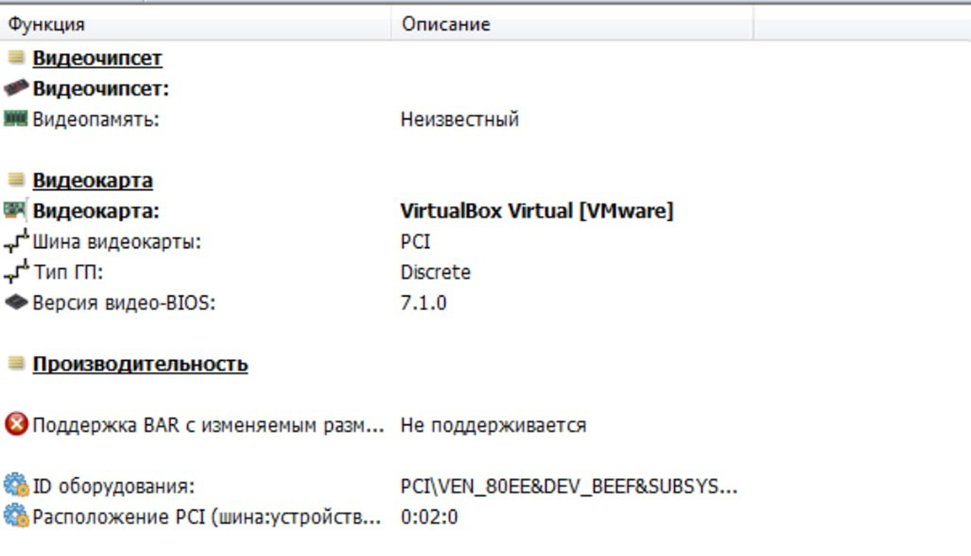 Функция Описание
Видеочипсет
Видеочипсет:
Видеопамять: Неизвестный
Видеокарта
Видеокарта: VirtualBox Virtual [VMware]
Шина видеокарты: PCI
Тип ГП: Discrete
Версия видео-BIOS: 7.1.0
Производительность
Поддержка BAR с изменяемым разм... Не поддерживается
ID оборудования: PCI\VEN_80EE&DEV_BEEF&SUBSYS...
Расположение PCI (шина:устройств... 0:02:0